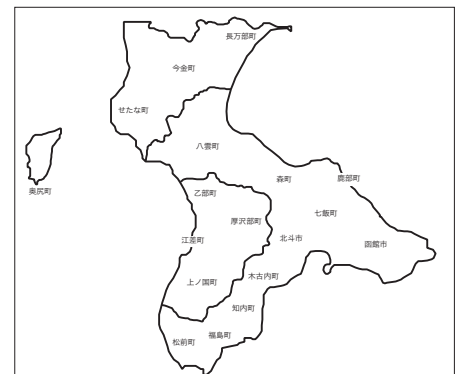 長万部町
今金町
せたな町
八雲町
奥尻町
森町
鹿部町
乙部町
七飯町
厚沢部町
江差町
北斗市
函館市
木古内町
上ノ国町
知内町
福島町
松前町